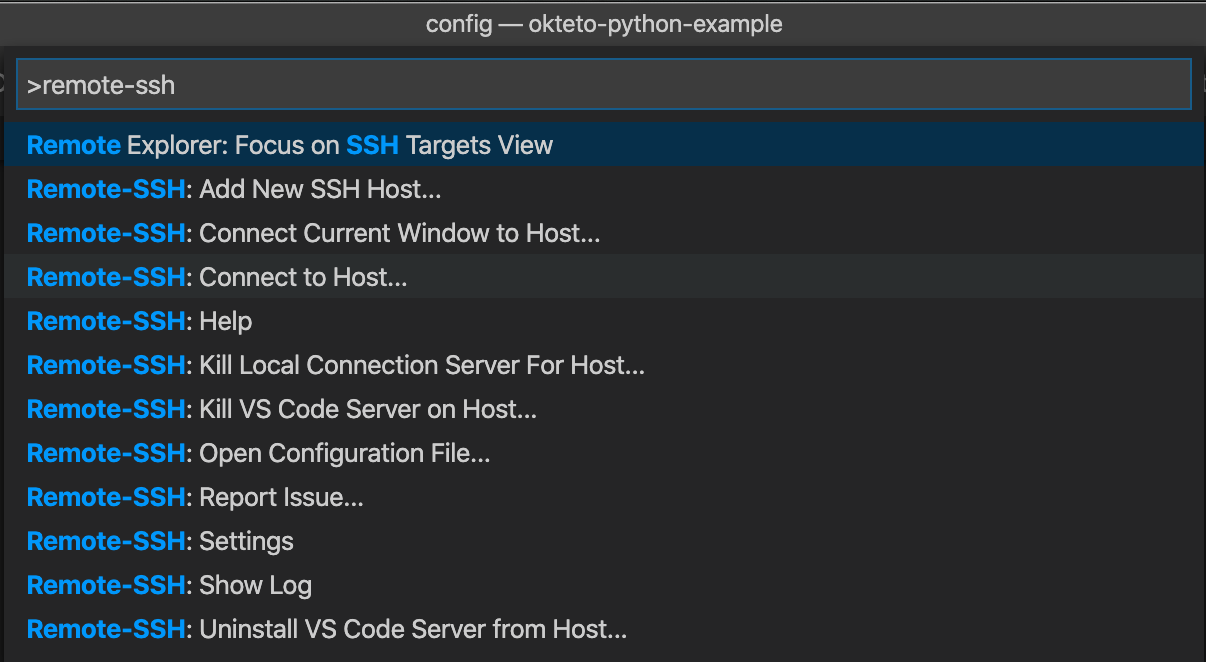 config — okteto-python-example
>remote-ssh
Remote Explorer: Focus on SSH Targets View
Remote-SSH: Add New SSH Host...
Remote-SSH: Connect Current Window to Host...
Remote-SSH: Connect to Host...
Remote-SSH: Help
Remote-SSH: Kill Local Connection Server For Host...
Remote-SSH: Kill VS Code Server on Host...
Remote-SSH: Open Configuration File...
Remote-SSH: Report Issue...
Remote-SSH: Settings
Remote-SSH: Show Log
Remote-SSH: Uninstall VS Code Server from Host...